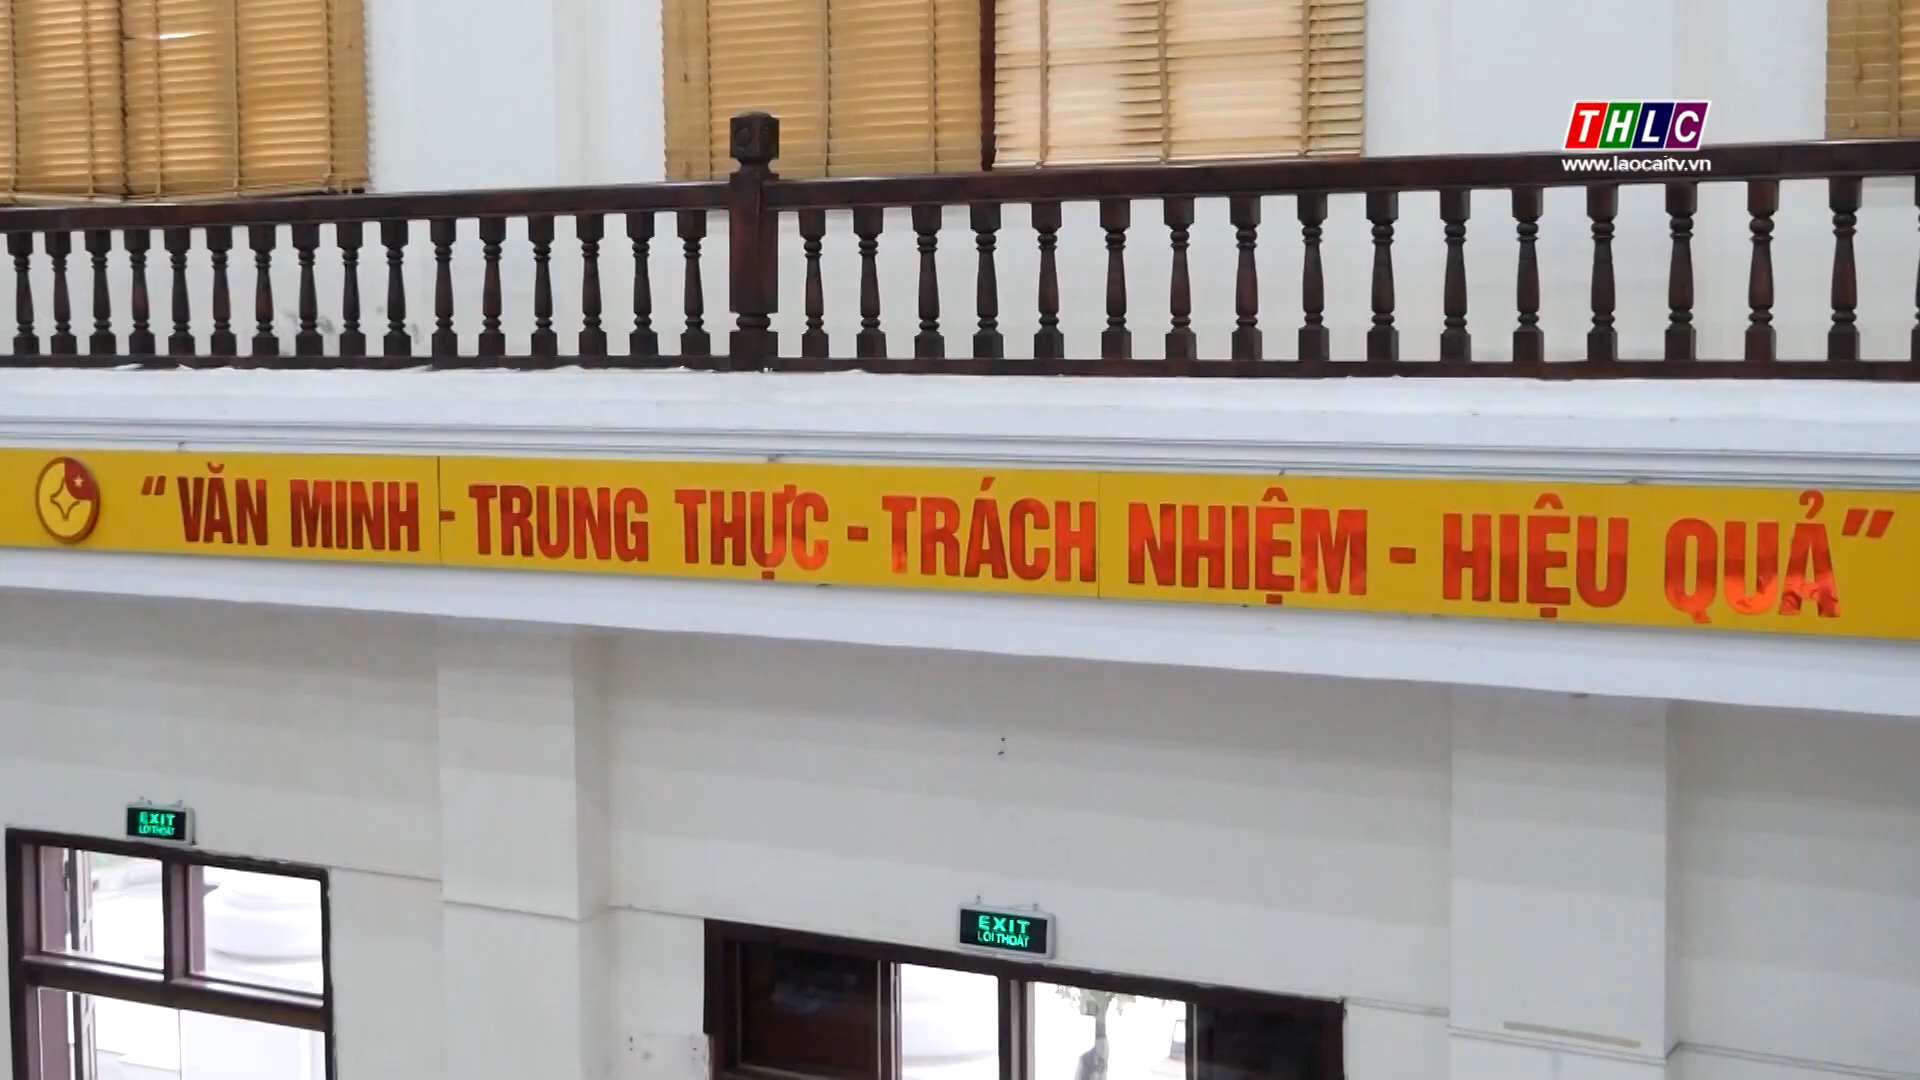 THLC
www.laocaitv.vn
“VĂN MINH - TRUNG THỰC - TRÁCH NHIỆM - HIỆU QUẢ”
EXIT
LỐI THOÁT
EXIT
LỐI THOÁT